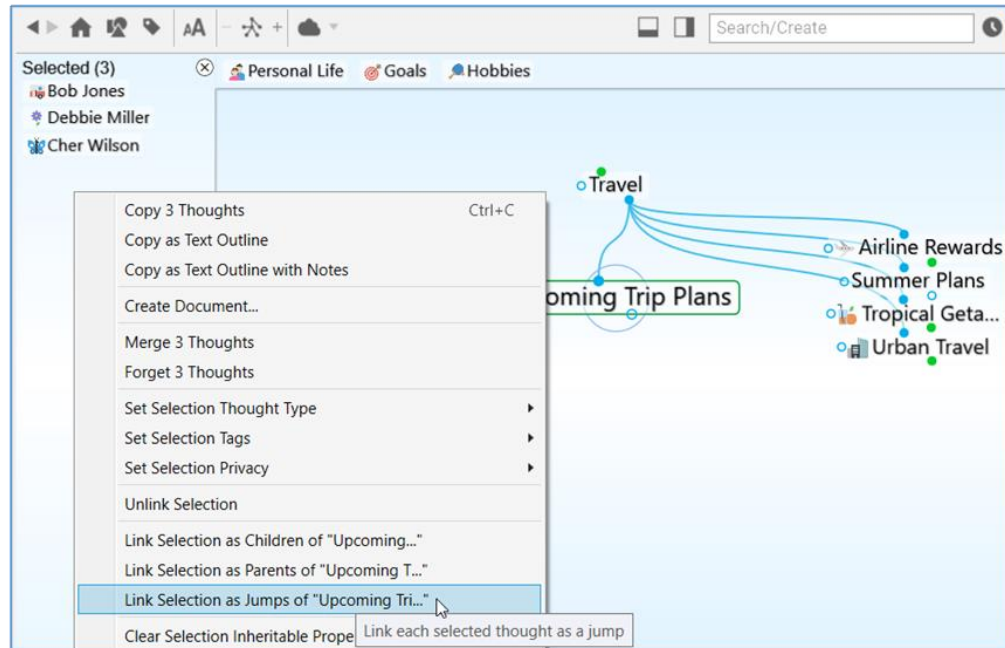 AA
Search/Create
Selected (3)
Personal Life
Goals
Hobbies
Bob Jones
Debbie Miller
Cher Wilson
Travel
Airline Rewards
Summer Plans
Tropical Geta...
Urban Travel
oming Trip Plans
Copy 3 Thoughts Ctrl+C
Copy as Text Outline
Copy as Text Outline with Notes
Create Document...
Merge 3 Thoughts
Forget 3 Thoughts
Set Selection Thought Type
Set Selection Tags
Set Selection Privacy
Unlink Selection
Link Selection as Children of "Upcoming..."
Link Selection as Parents of "Upcoming T..."
Link Selection as Jumps of "Upcoming Tri..."
Clear Selection Inheritable Prope
Link each selected thought as a jump